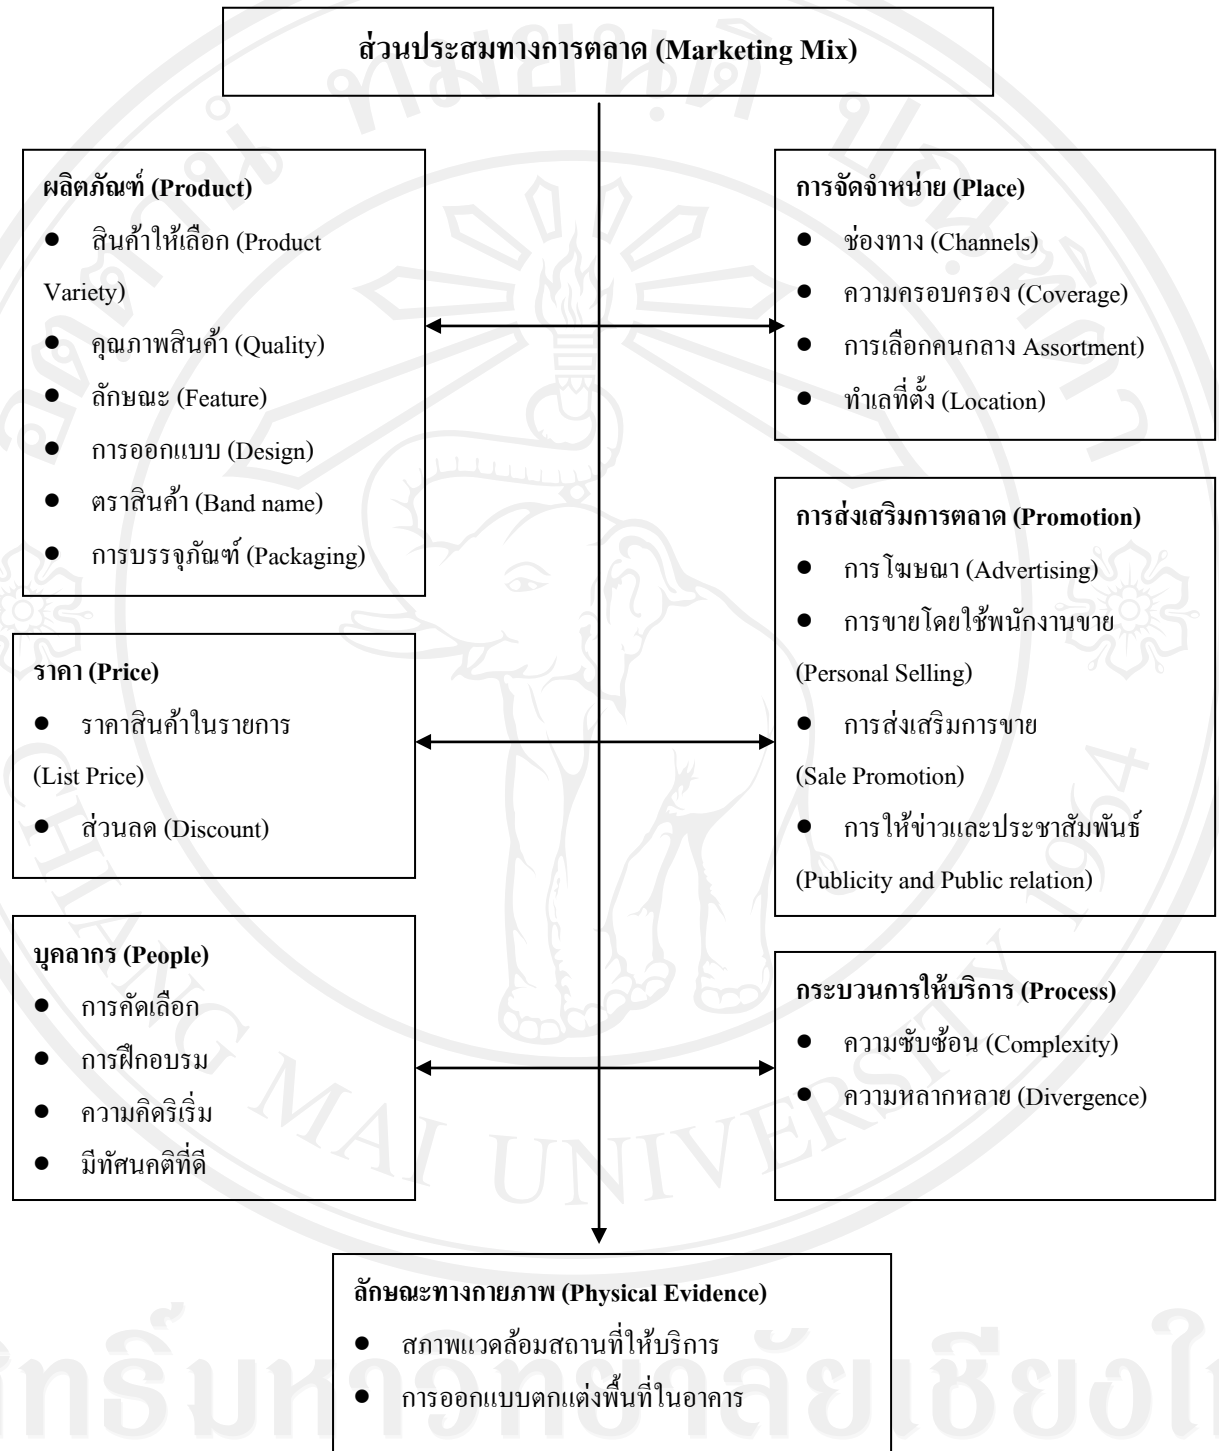 ส่วนประสมทางการตลาด (Marketing Mix)
ผลิตภัณฑ์ (Product)
● สินค้าให้เลือก (Product
Variety)
● คุณภาพสินค้า (Quality)
● ลักษณะ (Feature)
● การออกแบบ (Design)
● ตราสินค้า (Band name)
● การบรรจุภัณฑ์ (Packaging)
การจัดจำหน่าย (Place)
● ช่องทาง (Channels)
● ความครอบครอง (Coverage)
● การเลือกคนกลาง Assortment)
● ทำเลที่ตั้ง (Location)
ราคา (Price)
● ราคาสินค้าในรายการ
(List Price)
● ส่วนลด (Discount)
การส่งเสริมการตลาด (Promotion)
● การโฆษณา (Advertising)
● การขายโดยใช้พนักงานขาย
(Personal Selling)
● การส่งเสริมการขาย
(Sale Promotion)
● การให้ข่าวและประชาสัมพันธ์
(Publicity and Public relation)
บุคลากร (People)
● การคัดเลือก
● การฝึกอบรม
● ความคิดริเริ่ม
● มีทัศนคติที่ดี
กระบวนการให้บริการ (Process)
● ความซับซ้อน (Complexity)
● ความหลากหลาย (Divergence)
ลักษณะทางกายภาพ (Physical Evidence)
● สภาพแวดล้อมสถานที่ให้บริการ
● การออกแบบตกแต่งพื้นที่ในอาคาร
CHIANG MAI UNIVERSITY 1964